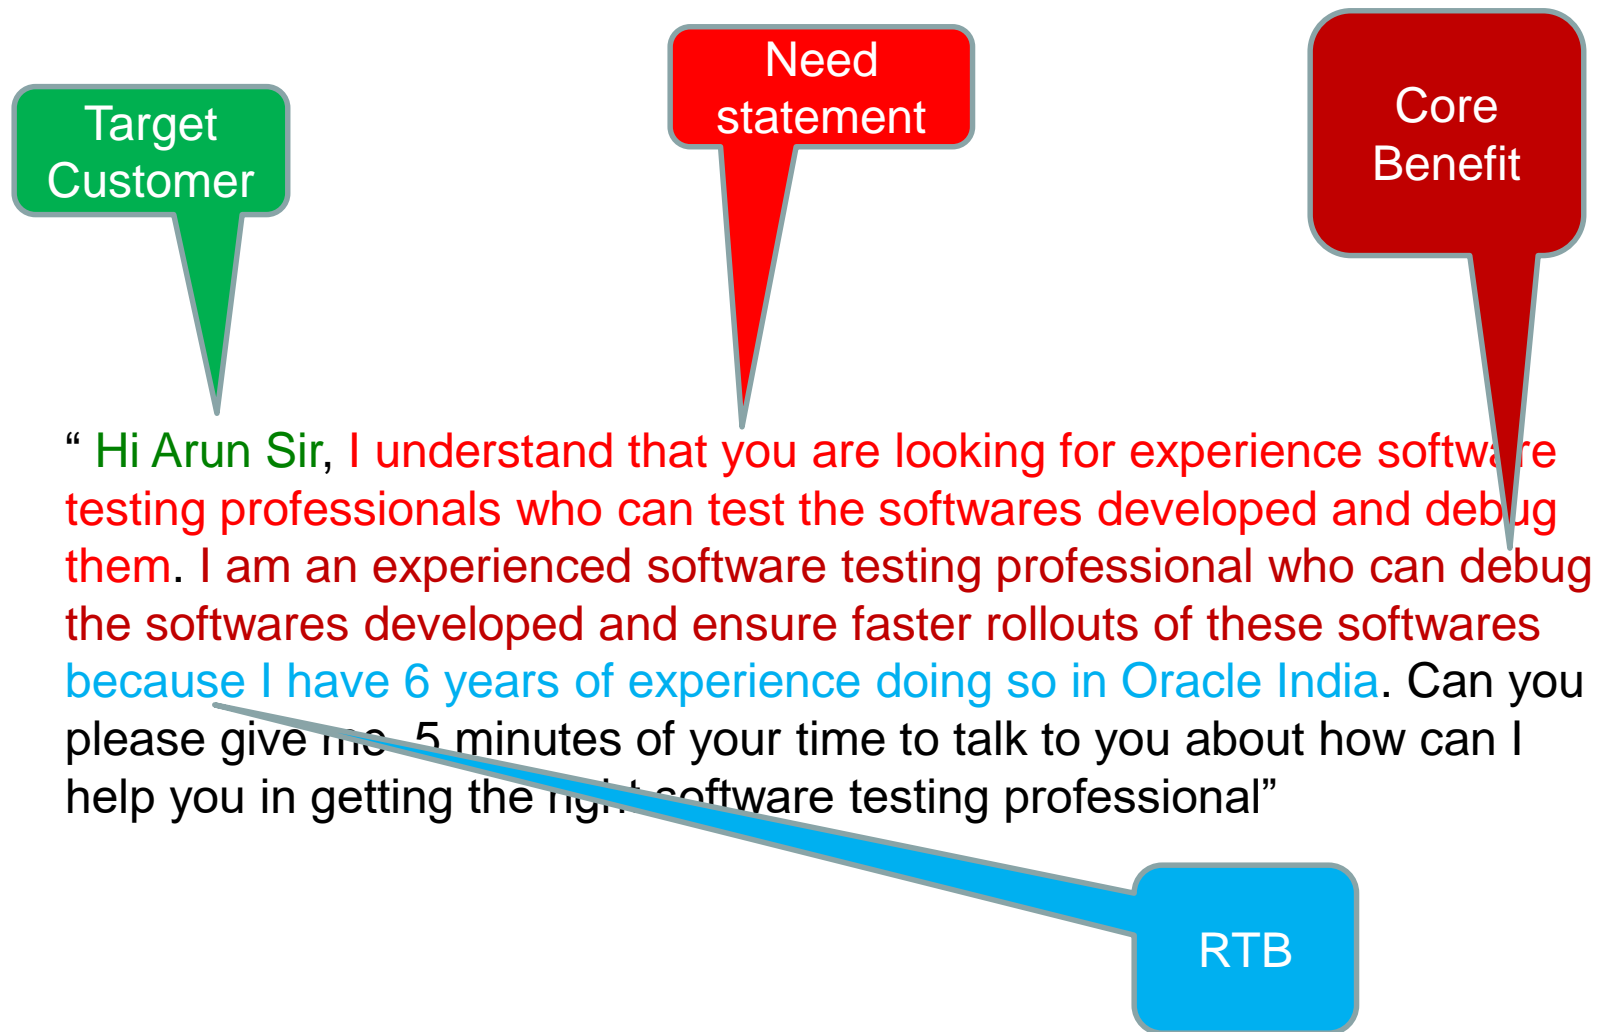 Target
Customer
Need
statement
Core
Benefit
“ Hi Arun Sir, I understand that you are looking for experience software
testing professionals who can test the softwares developed and debug
them. I am an experienced software testing professional who can debug
the softwares developed and ensure faster rollouts of these softwares
because I have 6 years of experience doing so in Oracle India. Can you
please give me 5 minutes of your time to talk to you about how can I
help you in getting the right software testing professional”
RTB